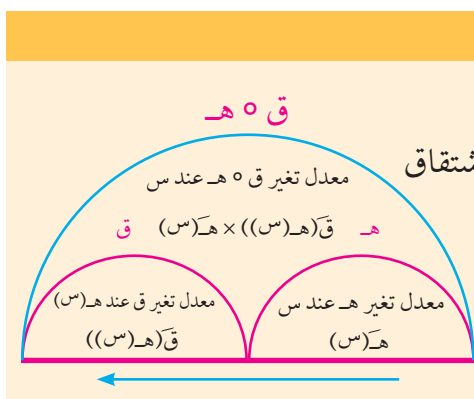 ق ه هـ
شتقاق
معدل تغير ق ه هـ عند س
قَ(هـ(س)) × هـَ(س)
هـ
ق
معدل تغير هـ عند س
هـَ(س)
معدل تغير ق عند هـ(س)
قَ(هـ(س))